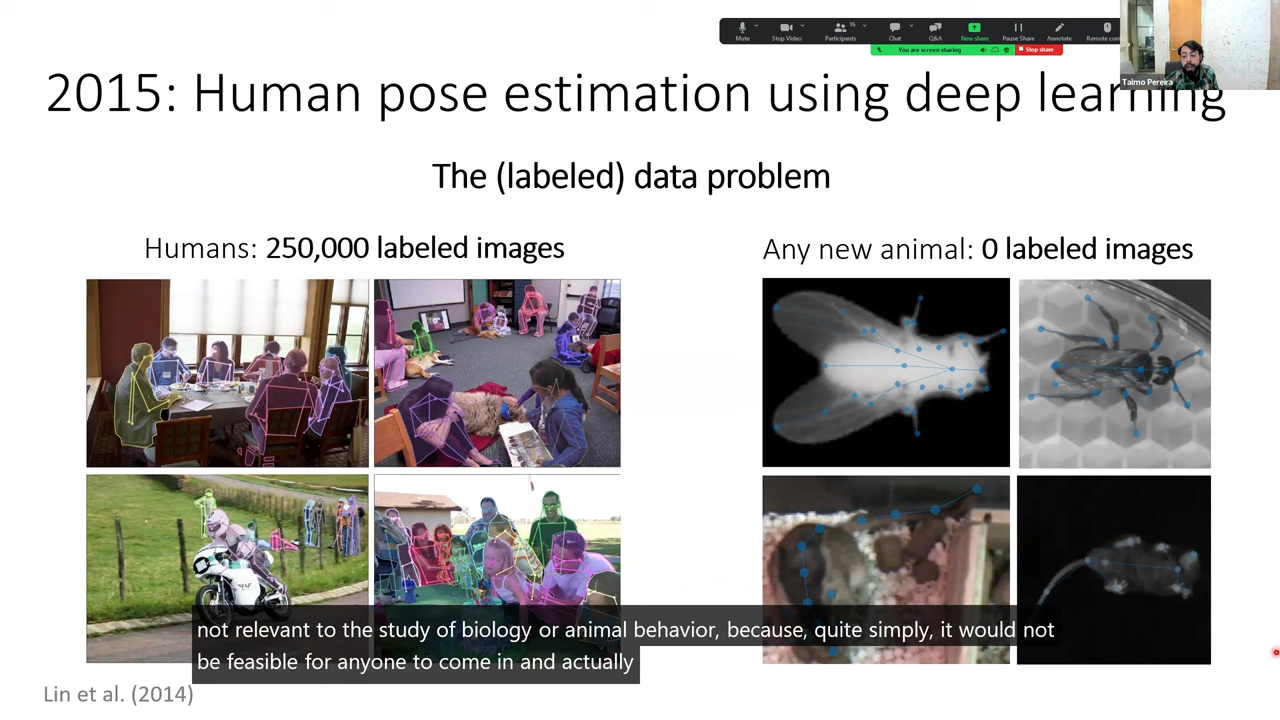 Mute
Stop Video
16
Participants
Chat
Q&A
New share
Pause Share
Annotate
You are screen sharing
Stop share
Talmo Pereira
2015: Human pose estimation using deep learning
The (labeled) data problem
Humans: 250,000 labeled images
Any new animal: 0 labeled images
not relevant to the study of biology or animal behavior, because, quite simply, it would not
be feasible for anyone to come in and actually
Lin et al. (2014)